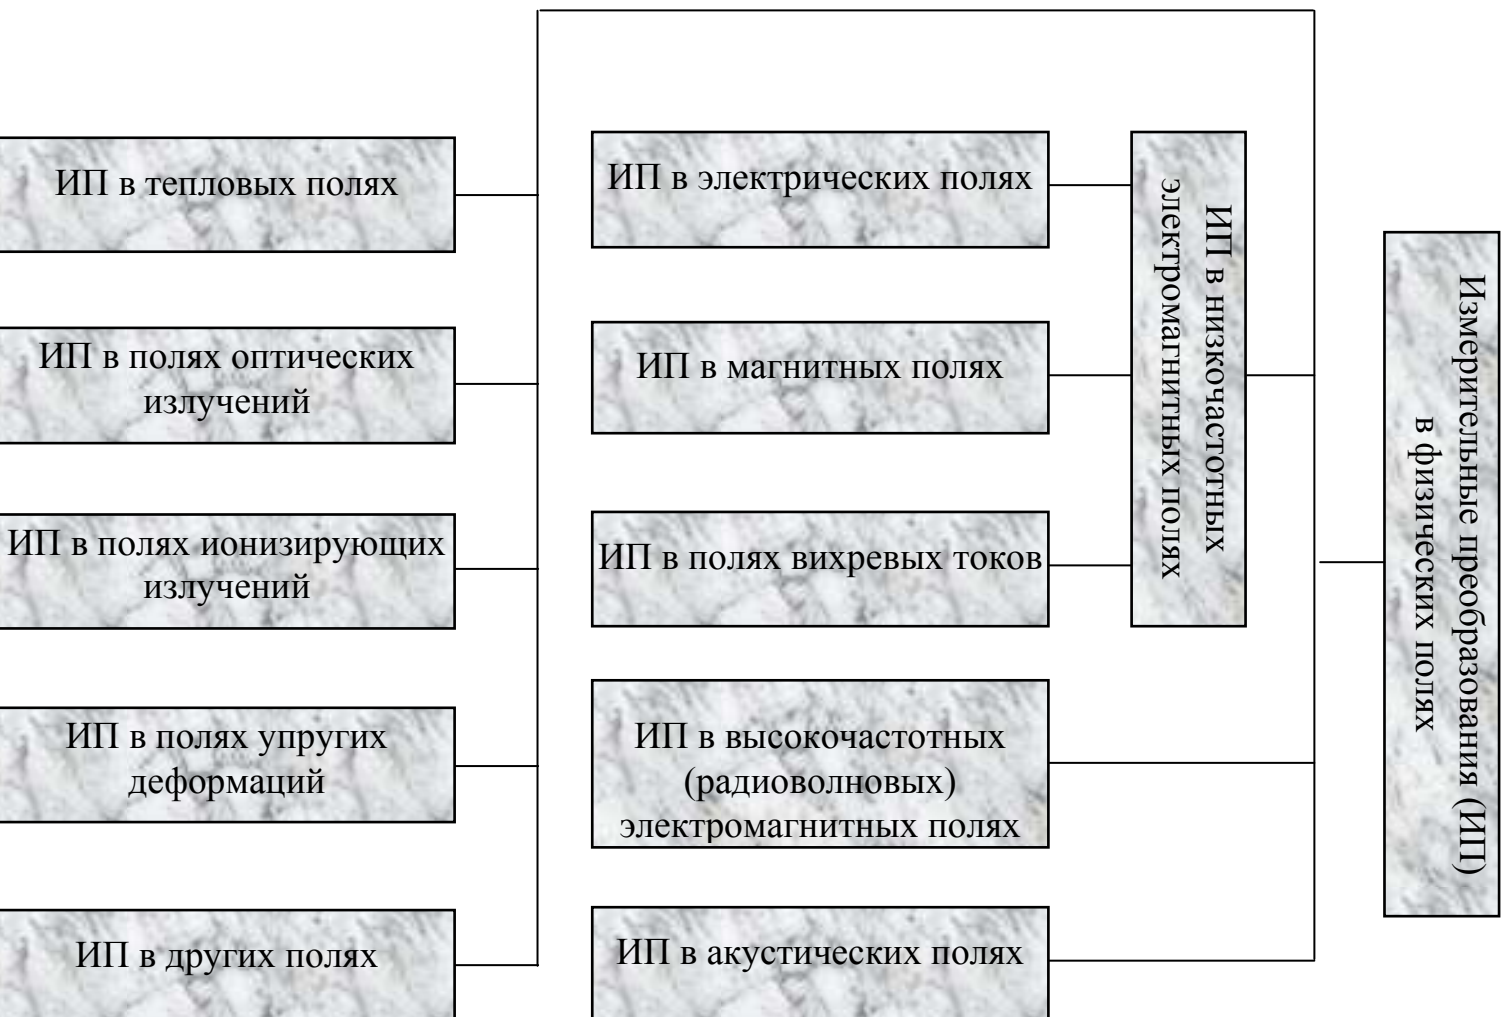 ИП в тепловых полях
ИП в полях оптических
излучений
ИП в полях ионизирующих
излучений
ИП в полях упругих
деформаций
ИП в других полях
ИП в электрических полях
ИП в магнитных полях
ИП в полях вихревых токов
ИП в высокочастотных
(радиоволновых)
электромагнитных полях
ИП в акустических полях
ИП в низкочастотных
электромагнитных полях
Измерительные преобразования (ИП)
в физических полях